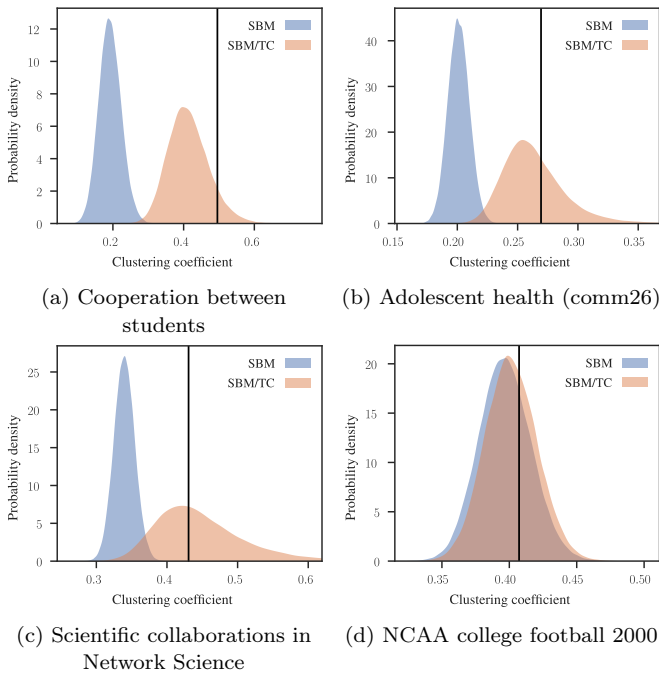 12
10
8
6
4
2
0
Probability density
SBM
SBM/TC
0.2
0.4
0.6
Clustering coefficient
(a) Cooperation between
students
40
30
20
10
0
Probability density
SBM
SBM/TC
0.15
0.20
0.25
0.30
0.35
Clustering coefficient
(b) Adolescent health (comm26)
25
20
15
10
5
0
Probability density
SBM
SBM/TC
0.3
0.4
0.5
0.6
Clustering coefficient
(c) Scientific collaborations in
Network Science
20
15
10
5
0
Probability density
SBM
SBM/TC
0.35
0.40
0.45
0.50
Clustering coefficient
(d) NCAA college football 2000